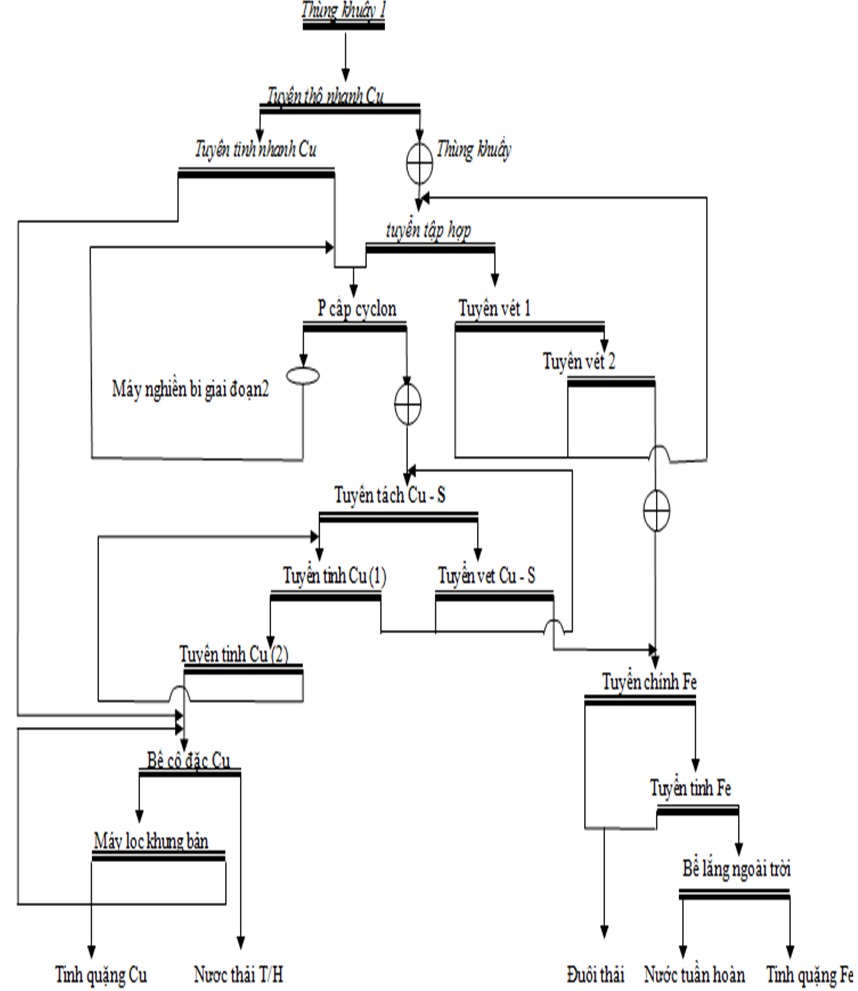 Thùng khuấy 1
Tuyển thô nhanh Cu
Tuyển tinh nhanh Cu
Thùng khuấy
tuyển tập hợp
P cấp cyclon
Tuyển vét 1
Tuyển vét 2
Máy nghiền bi giai đoạn2
Tuyển tách Cu - S
Tuyển tinh Cu (1)
Tuyển vet Cu - S
Tuyển tinh Cu (2)
Tuyển chính Fe
Bể cô đặc Cu
Tuyển tinh Fe
Máy lọc khung bản
Bể lắng ngoài trời
Tinh quặng Cu
Nước thải T/H
Đuôi thải
Nước tuần hoàn
Tinh quặng Fe